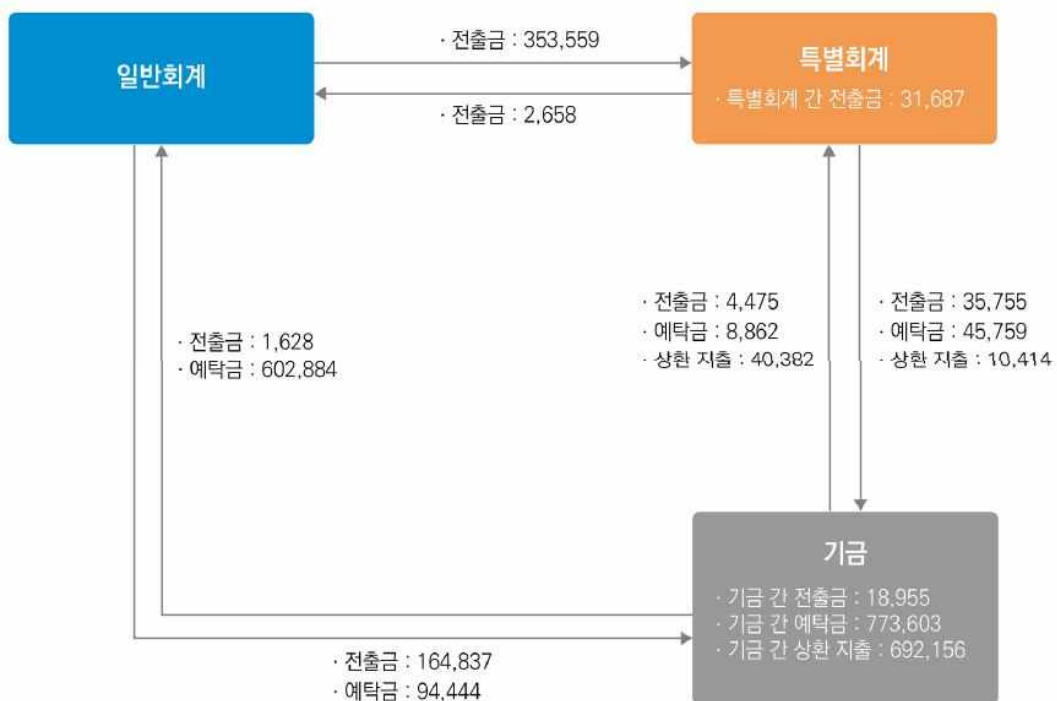 일반회계
· 전출금 : 353,559
· 전출금 : 2,658
특별회계
· 특별회계 간 전출금 : 31,687
· 전출금 : 1,628
· 예탁금 : 602,884
· 전출금 : 4,475
· 예탁금 : 8,862
· 상환 지출 : 40,382
· 전출금 : 35,755
· 예탁금 : 45,759
· 상환 지출 : 10,414
기금
· 기금 간 전출금 : 18,955
· 기금 간 예탁금 : 773,603
· 기금 간 상환 지출 : 692,156
· 전출금 : 164,837
· 예탁금 : 94,444